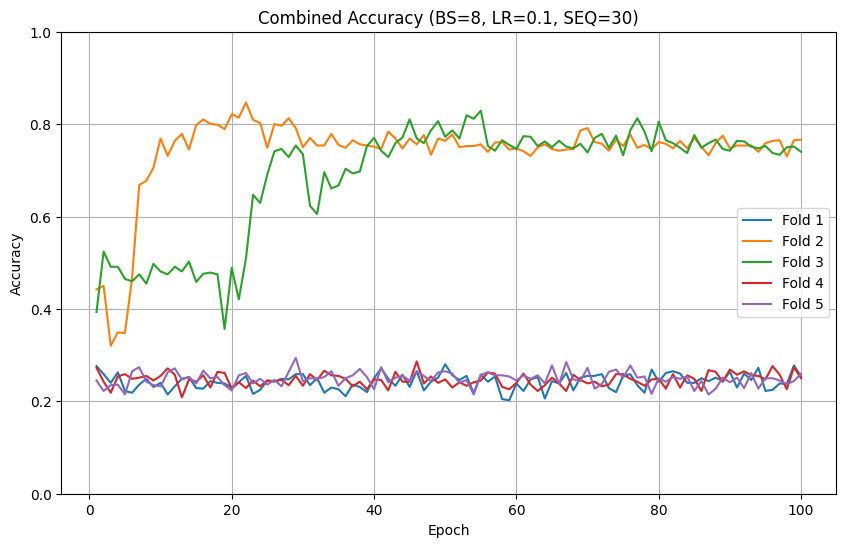 Combined Accuracy (BS=8, LR=0.1, SEQ=30)
1.0
0.8
0.6
0.4
0.2
0.0
Accuracy
Fold 1
Fold 2
Fold 3
Fold 4
Fold 5
0 20 40 60 80 100
Epoch